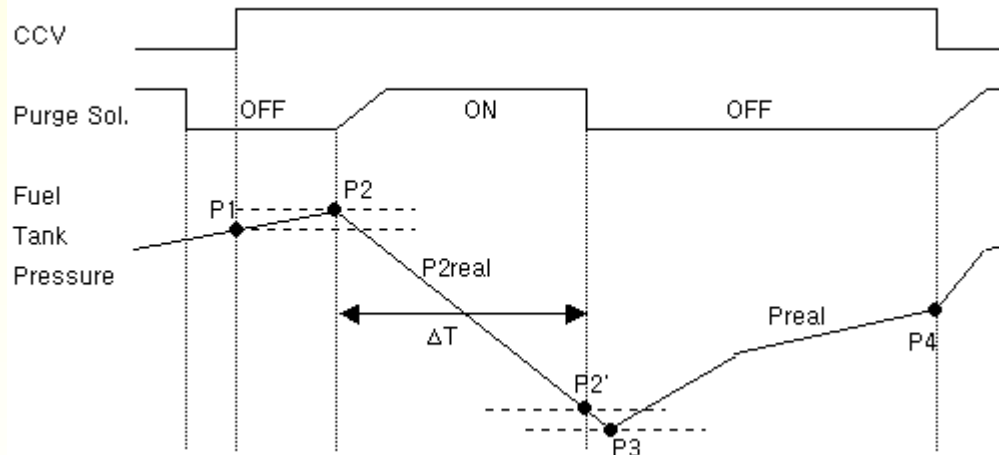 CCV
Purge Sol.
OFF
ON
OFF
Fuel
Tank
Pressure
P1
P2
P2real
ΔT
P2'
P3
Preal
P4